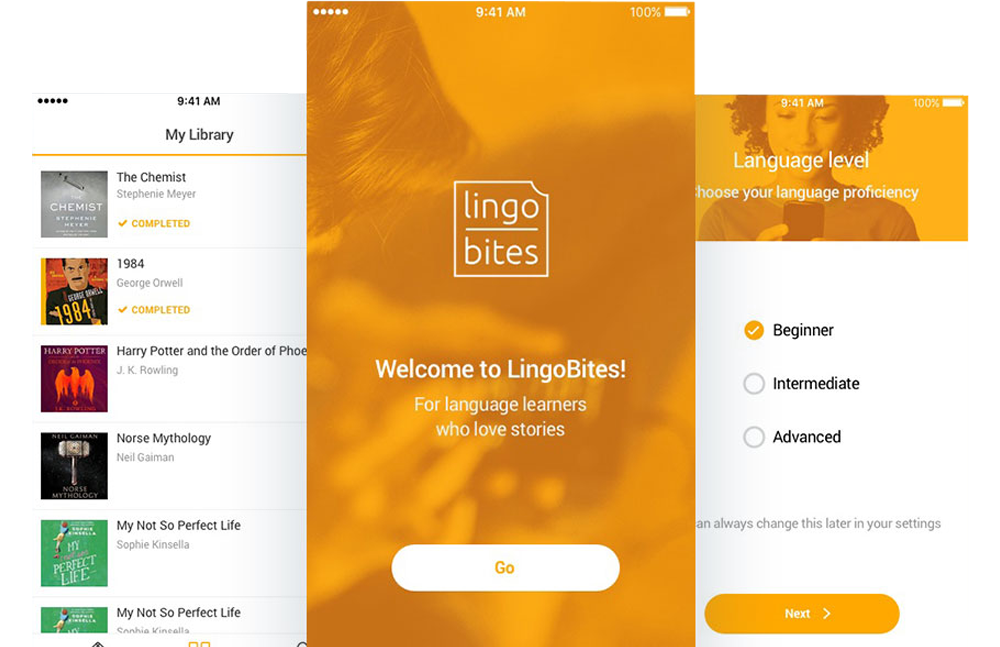 9:41 AM
My Library
The Chemist
Stephenie Meyer
COMPLETED
THE
CHEMIST
STEPHENIE
MEYER
1984
George Orwell
COMPLETED
GEORGE ORWELL
1984
Harry Potter and the Order of Phoe
J. K. Rowling
HARRY POTTER
J.K. ROWLING
Norse Mythology
Neil Gaiman
NEIL GAIMAN
NORSE
MYTHOLOGY
My Not So Perfect Life
Sophie Kinsella
SOPHIE
KINSELLA
MY
PERFECT
LIFE
My Not So Perfect Life
Sophie Kinsella
SOPHIE
KINSELLA
9:41 AM
100%
lingo
bites
Welcome to LingoBites!
For language learners
who love stories
Go
9:41 AM
100%
Language level
Choose your language proficiency
Beginner
Intermediate
Advanced
an always change this later in your settings
Next